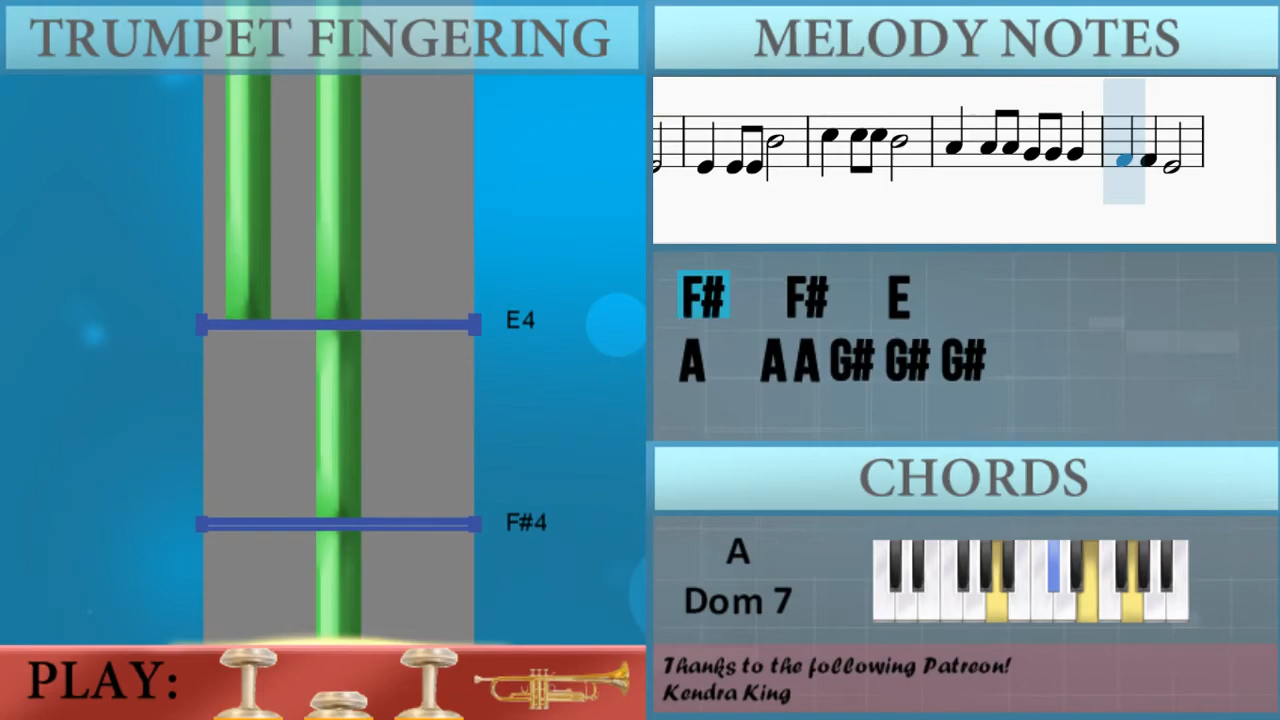 TRUMPET FINGERING
E4
F#4
PLAY:
MELODY NOTES
F# F# E
A A A G# G# G#
CHORDS
A
Dom 7
Thanks to the following Patreon!
Kendra King